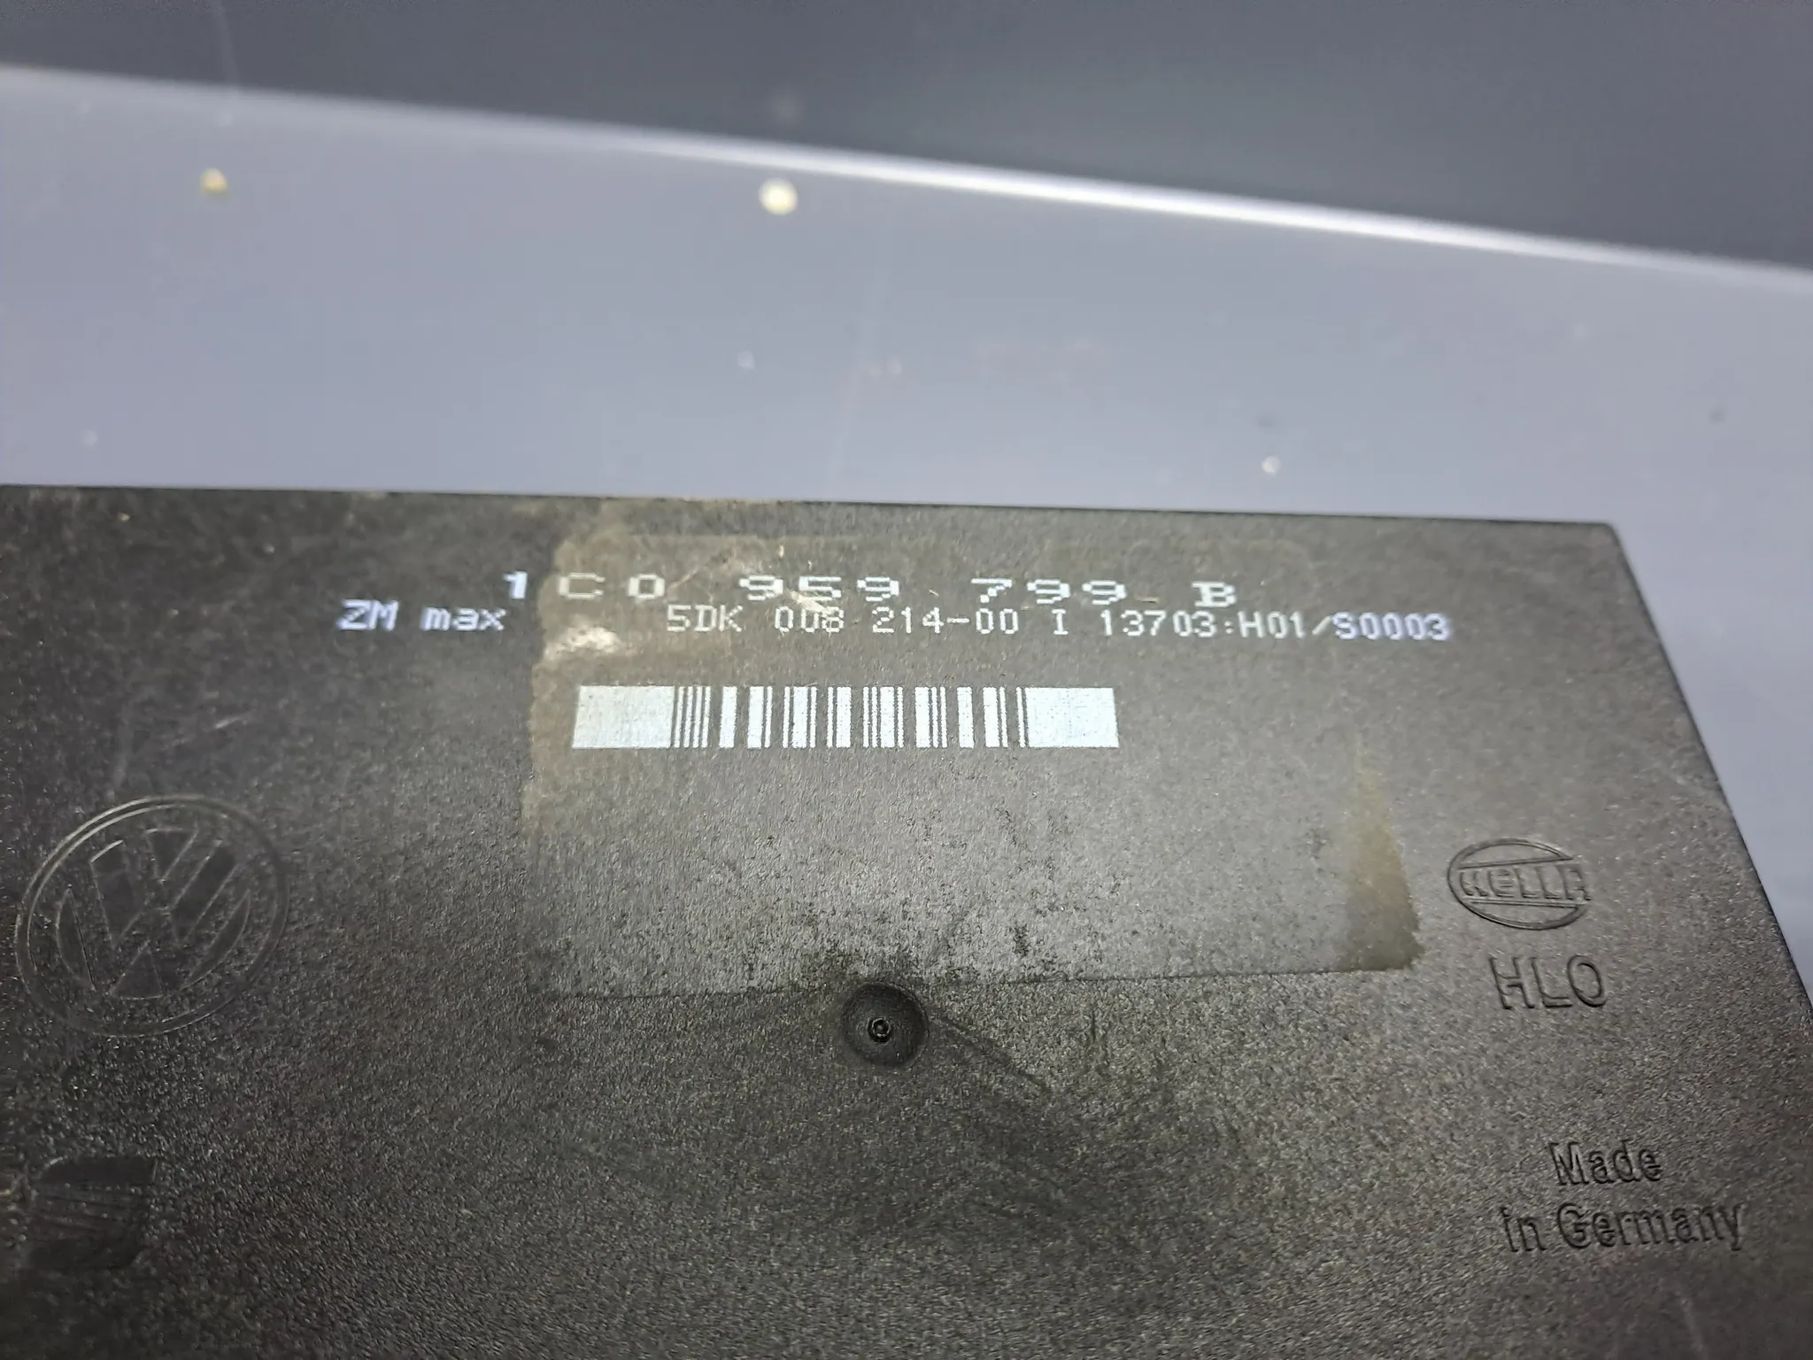 1C0 959 799 B
ZM max 5DK 008 214-00 I 13703:H01/S0003
HELLA
HLO
Made
in Germany